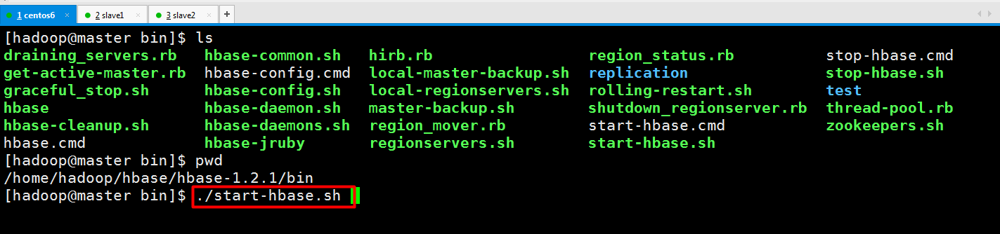 1 centos6 × 2 slave1 × 3 slave2 × +
[hadoop@master bin]$ ls
draining_servers.rb hbase-common.sh hirb.rb region_status.rb stop-hbase.cmd
get-active-master.rb hbase-config.cmd local-master-backup.sh replication stop-hbase.sh
graceful_stop.sh hbase-config.sh local-regionservers.sh rolling-restart.sh test
hbase hbase-daemon.sh master-backup.sh shutdown_regionserver.rb thread-pool.rb
hbase-cleanup.sh hbase-daemons.sh region_mover.rb start-hbase.cmd zookeepers.sh
hbase.cmd hbase-jruby regionservers.sh start-hbase.sh
[hadoop@master bin]$ pwd
/home/hadoop/hbase/hbase-1.2.1/bin
[hadoop@master bin]$ ./start-hbase.sh